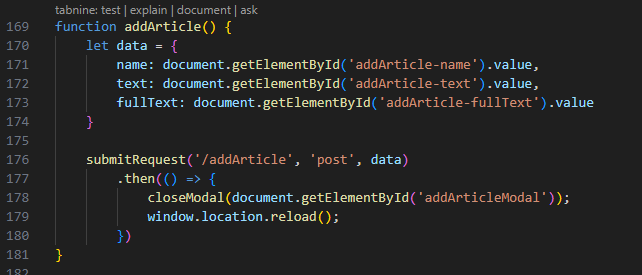 tabnine: test | explain | document | ask
169 function addArticle() {
170     let data = {
171         name: document.getElementById('addArticle-name').value,
172         text: document.getElementById('addArticle-text').value,
173         fullText: document.getElementById('addArticle-fullText').value
174     }
175
176     submitRequest('/addArticle', 'post', data)
177         .then(() => {
178             closeModal(document.getElementById('addArticleModal'));
179             window.location.reload();
180         })
181 }
182